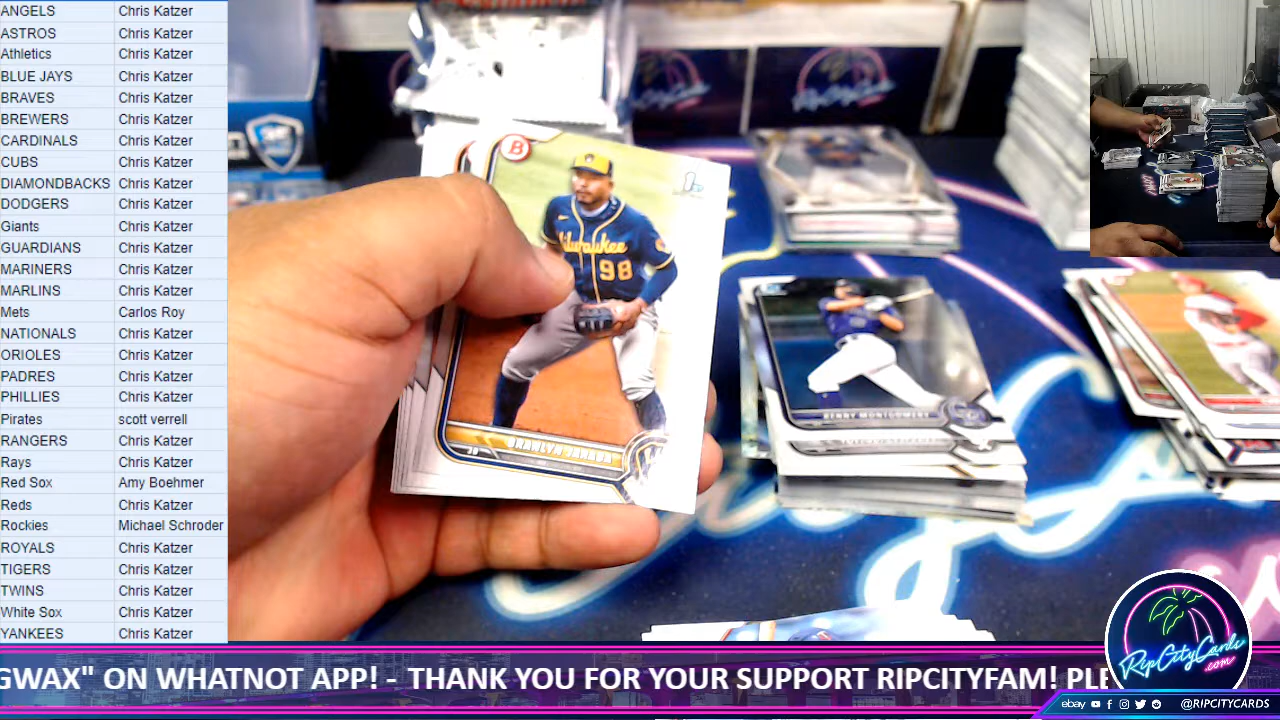 ANGELS Chris Katzer
ASTROS Chris Katzer
Athletics Chris Katzer
BLUE JAYS Chris Katzer
BRAVES Chris Katzer
BREWERS Chris Katzer
CARDINALS Chris Katzer
CUBS Chris Katzer
DIAMONDBACKS Chris Katzer
DODGERS Chris Katzer
Giants Chris Katzer
GUARDIANS Chris Katzer
MARINERS Chris Katzer
MARLINS Chris Katzer
Mets Carlos Roy
NATIONALS Chris Katzer
ORIOLES Chris Katzer
PADRES Chris Katzer
PHILLIES Chris Katzer
Pirates scott verrell
RANGERS Chris Katzer
Rays Chris Katzer
Red Sox Amy Boehmer
Reds Chris Katzer
Rockies Michael Schroder
ROYALS Chris Katzer
TIGERS Chris Katzer
TWINS Chris Katzer
White Sox Chris Katzer
YANKEES Chris Katzer
B
Milwaukee
98
BENNY MONTGOMERY
GWAX" ON WHATNOT APP! - THANK YOU FOR YOUR SUPPORT RIPCITYFAM! PLE
RipCityCards
.com
ebay @RIPCITYCARDS